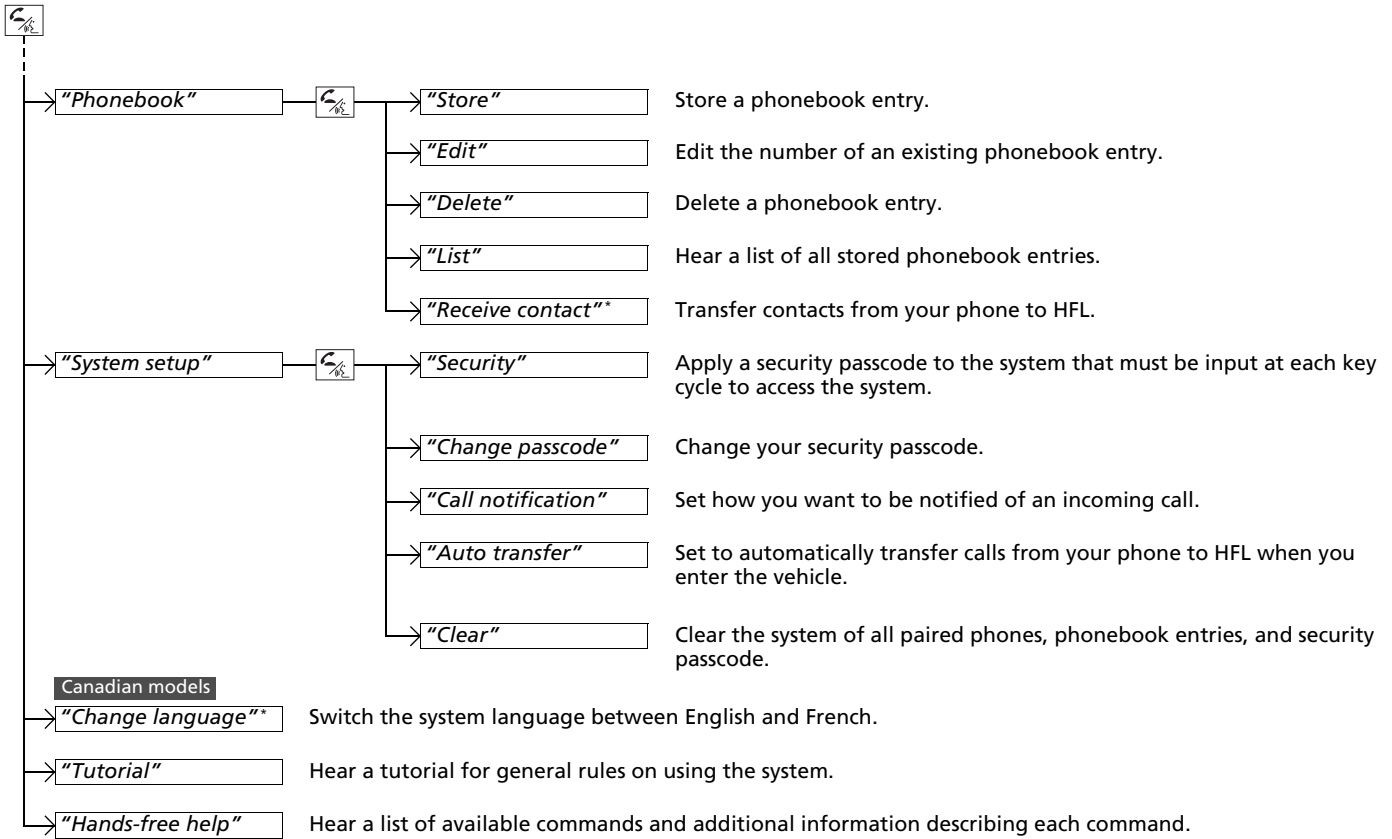 “Phonebook” “Store” Store a phonebook entry.
“Edit” Edit the number of an existing phonebook entry.
“Delete” Delete a phonebook entry.
“List” Hear a list of all stored phonebook entries.
“Receive contact”* Transfer contacts from your phone to HFL.
“System setup” “Security” Apply a security passcode to the system that must be input at each key
cycle to access the system.
“Change passcode” Change your security passcode.
“Call notification” Set how you want to be notified of an incoming call.
“Auto transfer” Set to automatically transfer calls from your phone to HFL when you
enter the vehicle.
“Clear” Clear the system of all paired phones, phonebook entries, and security
passcode.
Canadian models
“Change language”* Switch the system language between English and French.
“Tutorial” Hear a tutorial for general rules on using the system.
“Hands-free help” Hear a list of available commands and additional information describing each command.